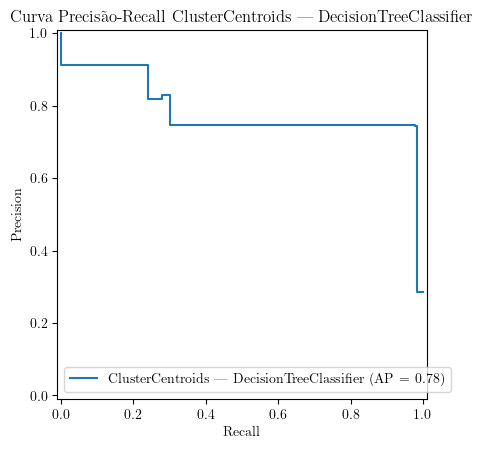 Curva Precisão-Recall ClusterCentroids — DecisionTreeClassifier
1.0
0.8
0.6
0.4
0.2
0.0
Precision
ClusterCentroids — DecisionTreeClassifier (AP = 0.78)
0.0 0.2 0.4 0.6 0.8 1.0
Recall